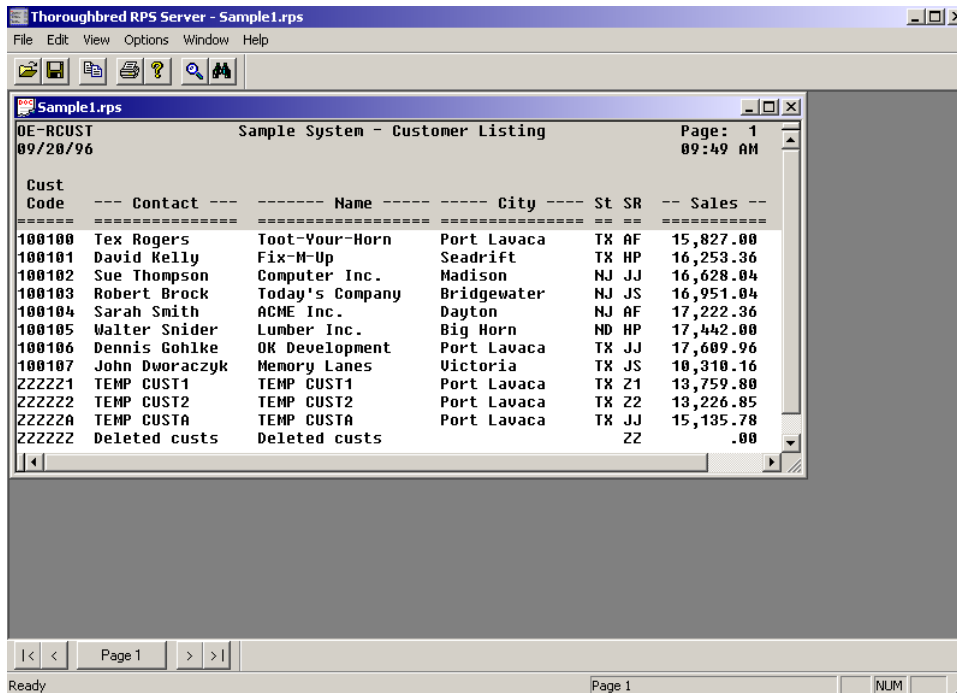 Thoroughbred RPS Server - Sample1.rps
File Edit View Options Window Help
Sample1.rps
OE-RCUST Sample System - Customer Listing Page: 1
09/20/96 09:49 AM
Cust
Code --- Contact --- ------- Name ----- ----- City ---- St SR -- Sales --
====== =============== ================== =============== == == ===========
100100 Tex Rogers Toot-Your-Horn Port Lavaca TX AF 15,827.00
100101 David Kelly Fix-M-Up Seadrift TX HP 16,253.36
100102 Sue Thompson Computer Inc. Madison NJ JJ 16,628.04
100103 Robert Brock Today's Company Bridgewater NJ JS 16,951.04
100104 Sarah Smith ACME Inc. Dayton NJ AF 17,222.36
100105 Walter Snider Lumber Inc. Big Horn ND HP 17,442.00
100106 Dennis Gohlke OK Development Port Lavaca TX JJ 17,609.96
100107 John Dworaczyk Memory Lanes Victoria TX JS 10,310.16
ZZZZZ1 TEMP CUST1 TEMP CUST1 Port Lavaca TX Z1 13,759.80
ZZZZZ2 TEMP CUST2 TEMP CUST2 Port Lavaca TX Z2 13,226.85
ZZZZZA TEMP CUSTA TEMP CUSTA Port Lavaca TX JJ 15,135.78
ZZZZZZ Deleted custs Deleted custs ZZ .00
|< < Page 1 > >|
Ready Page 1 NUM